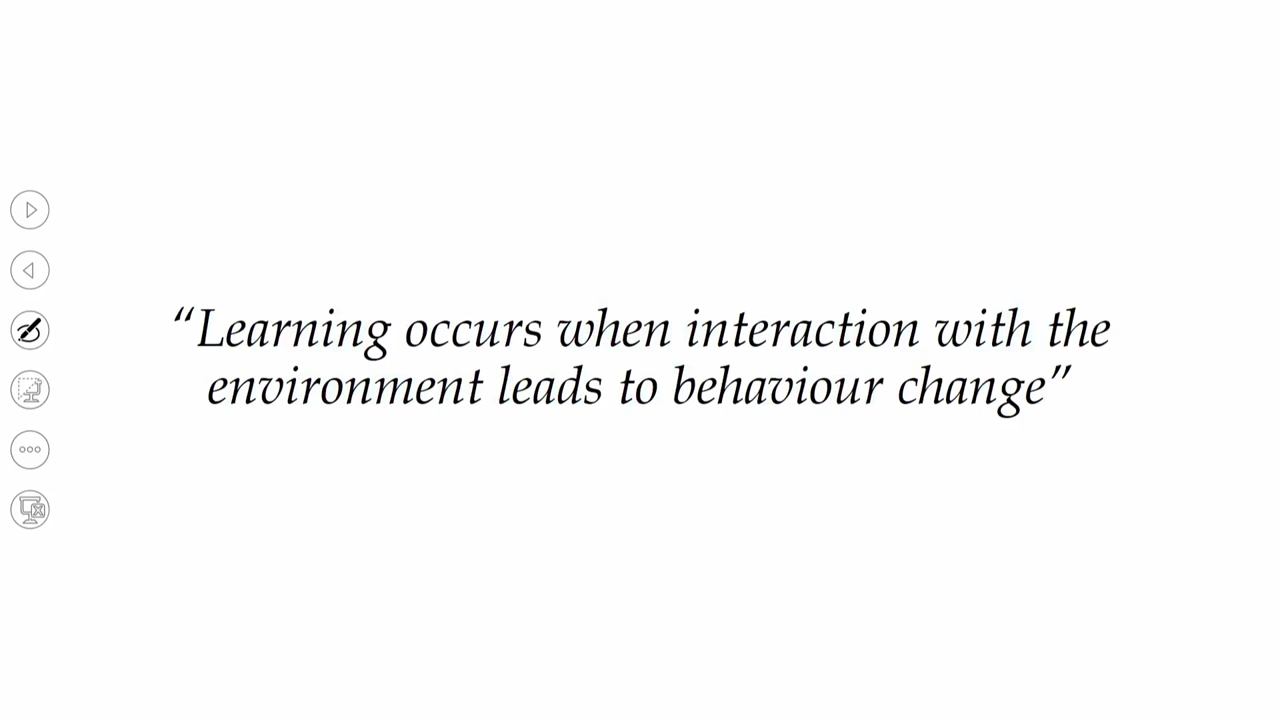 “Learning occurs when interaction with the
environment leads to behaviour change”